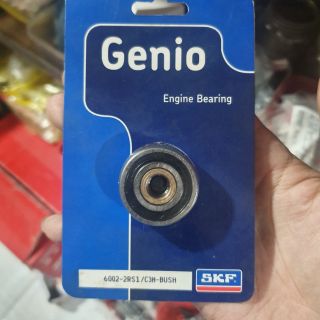 Genio
Engine Bearing
6002-2RS1/C3H-BUSH
SKF